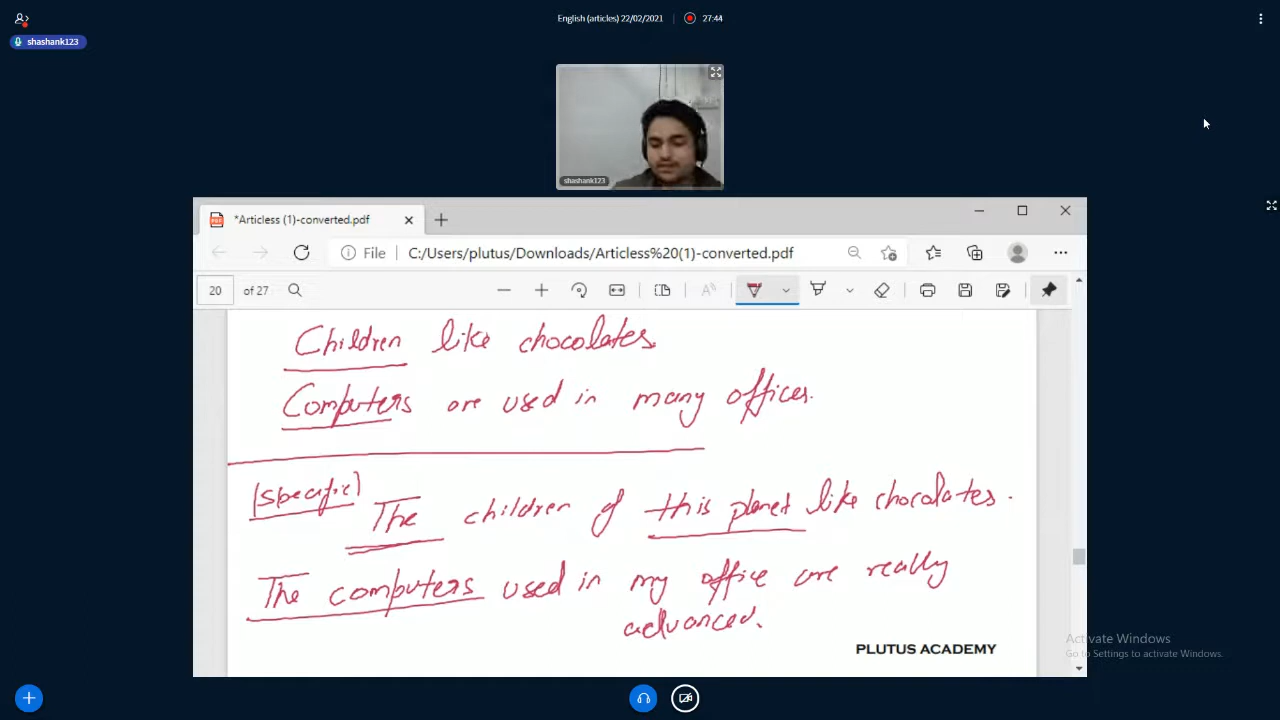 English (articles) 22/02/2021 27:44
shashank123
shashank123
*Articless (1)-converted.pdf
File C:/Users/plutus/Downloads/Articless%20(1)-converted.pdf
20 of 27
Children like chocolates.
Computers are used in many offices.
[Specific] The children of this planet like chocolates.
The computers used in my office are really
advanced.
PLUTUS ACADEMY
Activate Windows
Go to Settings to activate Windows.